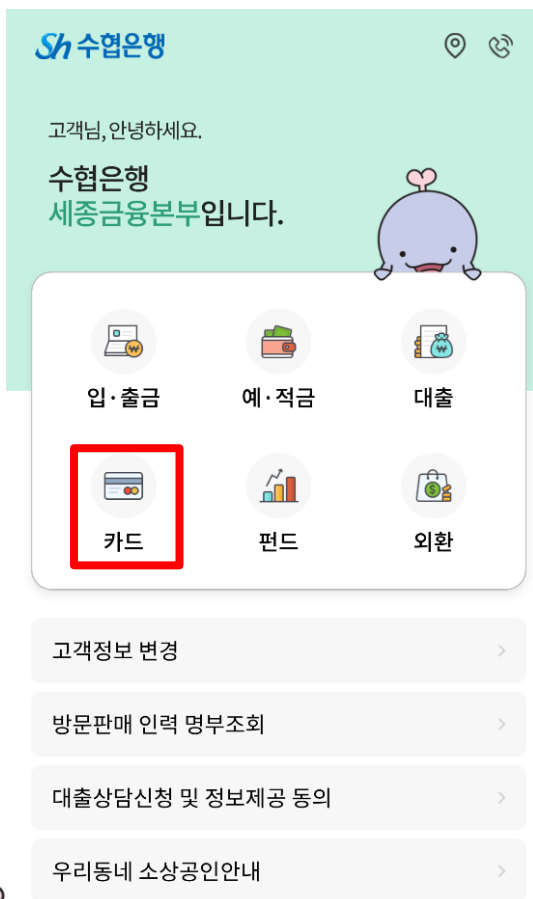 Sh 수협은행
고객님, 안녕하세요.
수협은행
세종금융본부입니다.
입·출금
예·적금
대출
카드
펀드
외환
고객정보 변경
방문판매 인력 명부조회
대출상담신청 및 정보제공 동의
우리동네 소상공인안내